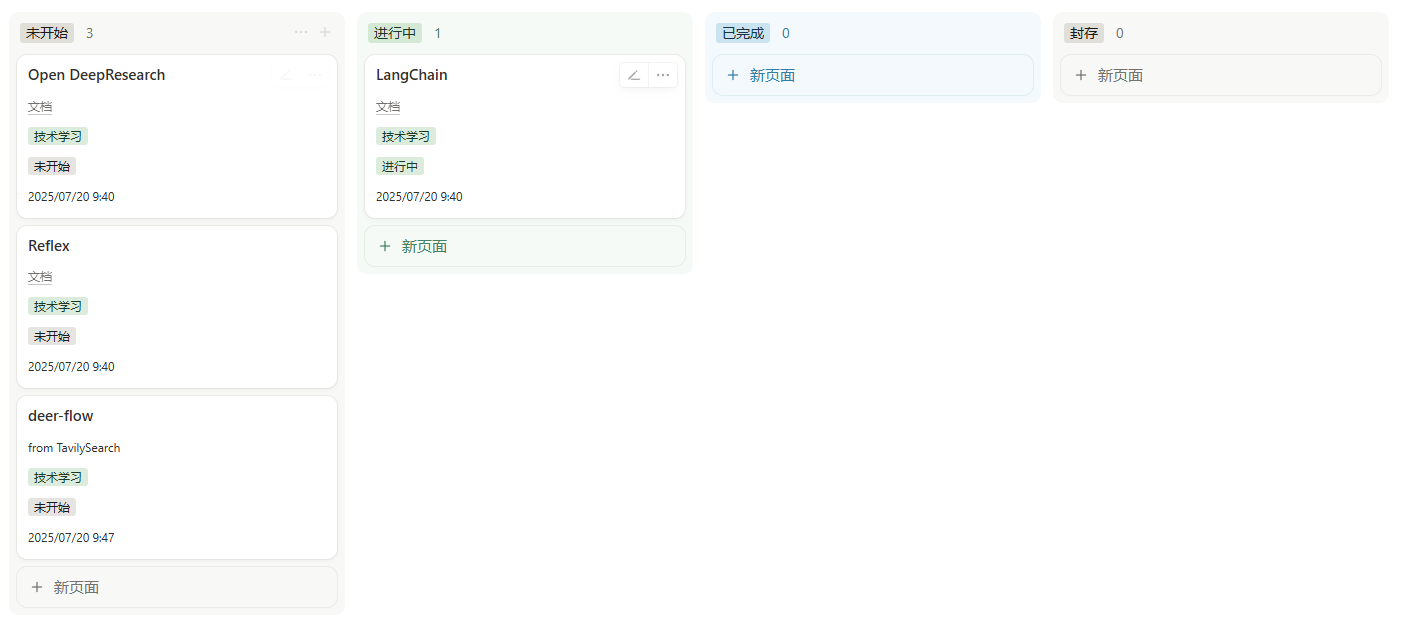 未开始 3
Open DeepResearch
文档
技术学习
未开始
2025/07/20 9:40
Reflex
文档
技术学习
未开始
2025/07/20 9:40
deer-flow
from TavilySearch
技术学习
未开始
2025/07/20 9:47
+ 新页面
进行中 1
LangChain
文档
技术学习
进行中
2025/07/20 9:40
+ 新页面
已完成 0
+ 新页面
封存 0
+ 新页面